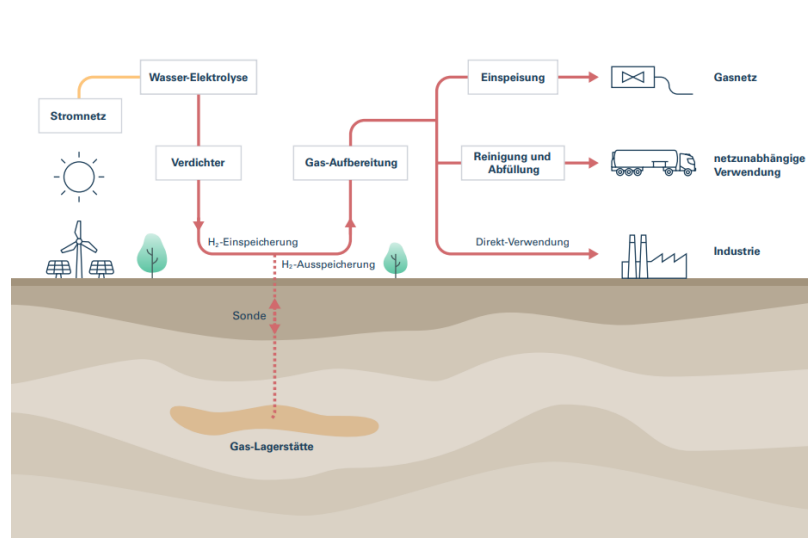 Wasser-Elektrolyse
Stromnetz
Verdichter
Gas-Aufbereitung
Einspeisung
Gasnetz
Reinigung und
Abfüllung
netzunabhängige
Verwendung
H₂-Einspeicherung
H₂-Ausspeicherung
Direkt-Verwendung
Industrie
Sonde
Gas-Lagerstätte